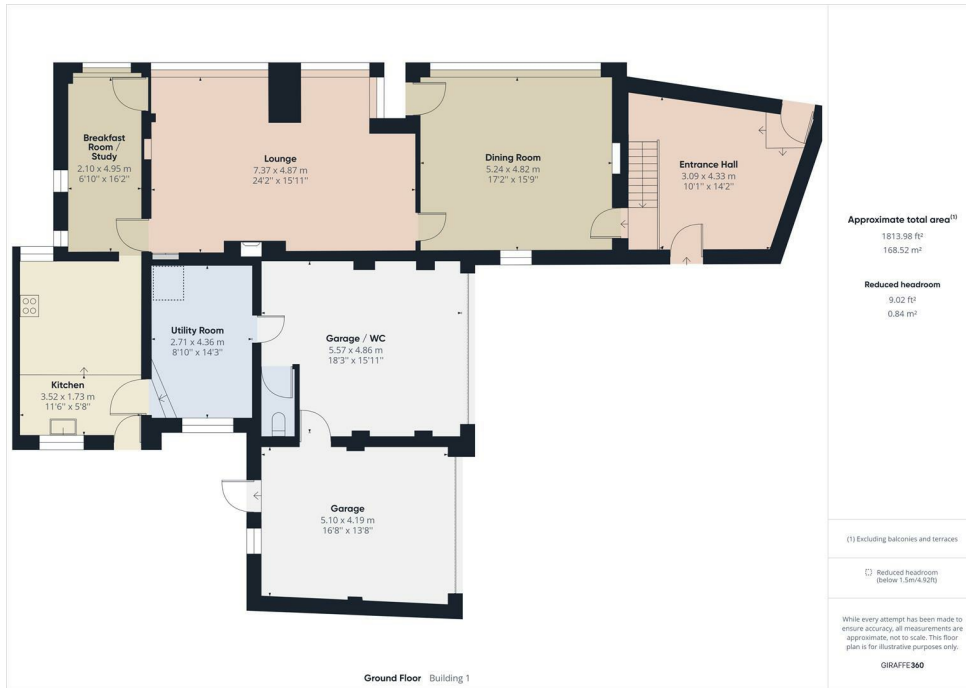 Breakfast
Room /
Study
2.10 x 4.95 m
6'10" x 16'2"
Lounge
7.37 x 4.87 m
24'2" x 15'11"
Dining Room
5.24 x 4.82 m
17'2" x 15'9"
Entrance Hall
3.09 x 4.33 m
10'1" x 14'2"
Utility Room
2.71 x 4.36 m
8'10" x 14'3"
Garage / WC
5.57 x 4.86 m
18'3" x 15'11"
Kitchen
3.52 x 1.73 m
11'6" x 5'8"
Garage
5.10 x 4.19 m
16'8" x 13'8"
Ground Floor Building 1
Approximate total area(1)
1813.98 ft²
168.52 m²
Reduced headroom
9.02 ft²
0.84 m²
(1) Excluding balconies and terraces
Reduced headroom
(below 1.5m/4.92ft)
While every attempt has been made to
ensure accuracy, all measurements are
approximate, not to scale. This floor
plan is for illustrative purposes only.
GIRAFFE360